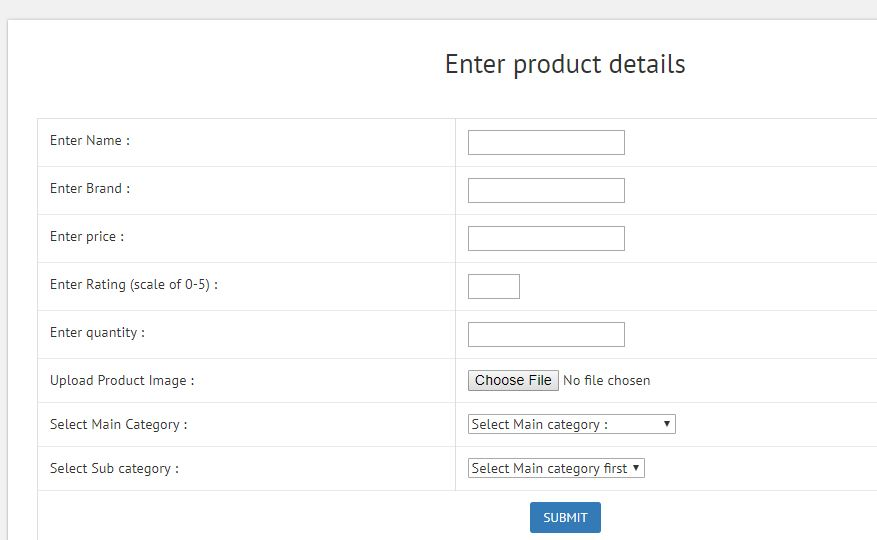 Enter product details
Enter Name :
Enter Brand :
Enter price :
Enter Rating (scale of 0-5) :
Enter quantity :
Upload Product Image : Choose File No file chosen
Select Main Category : Select Main category :
Select Sub category : Select Main category first
SUBMIT